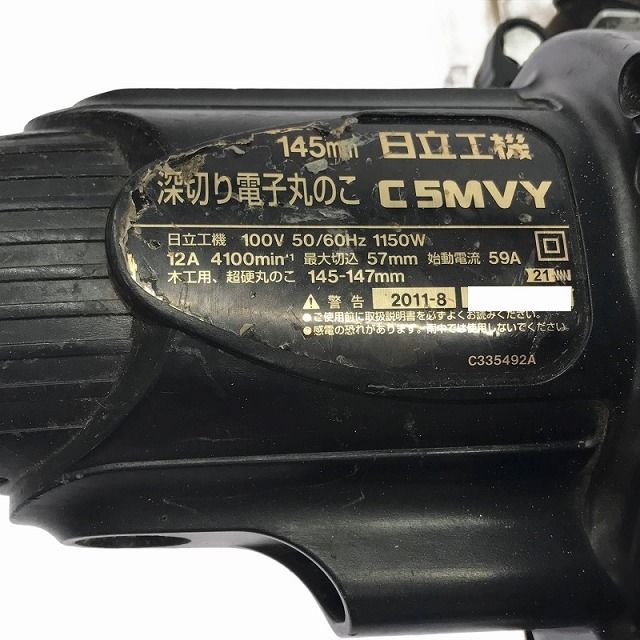 145mm 日立工機
深切り電子丸のこ C5MVY
日立工機 100V 50/60Hz 1150W
12A 4100min⁻¹ 最大切込 57mm 始動電流 59A
木工用、超硬丸のこ 145-147mm 21
警告 2011-8
●ご使用前に取扱説明書を必ずよくお読みください。
●感電の恐れがあります。雨中では使用しないでください。
C335492A